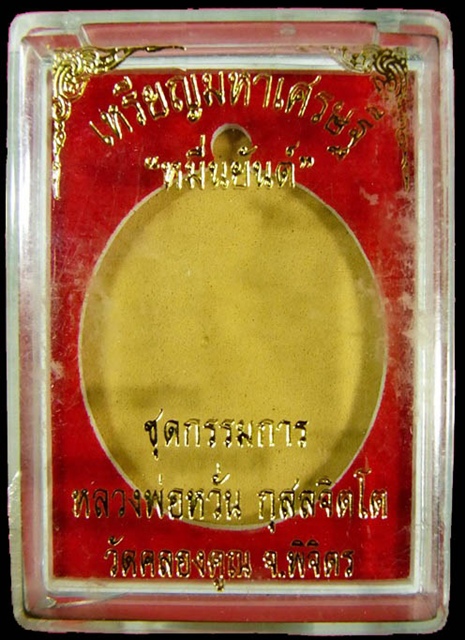 เหรียญมหาเศรษฐี
"หมื่นยันต์"
ชุดกรรมการ
หลวงพ่อหวั่น กุสลจิตโต
วัดคลองคูณ จ.พิจิตร